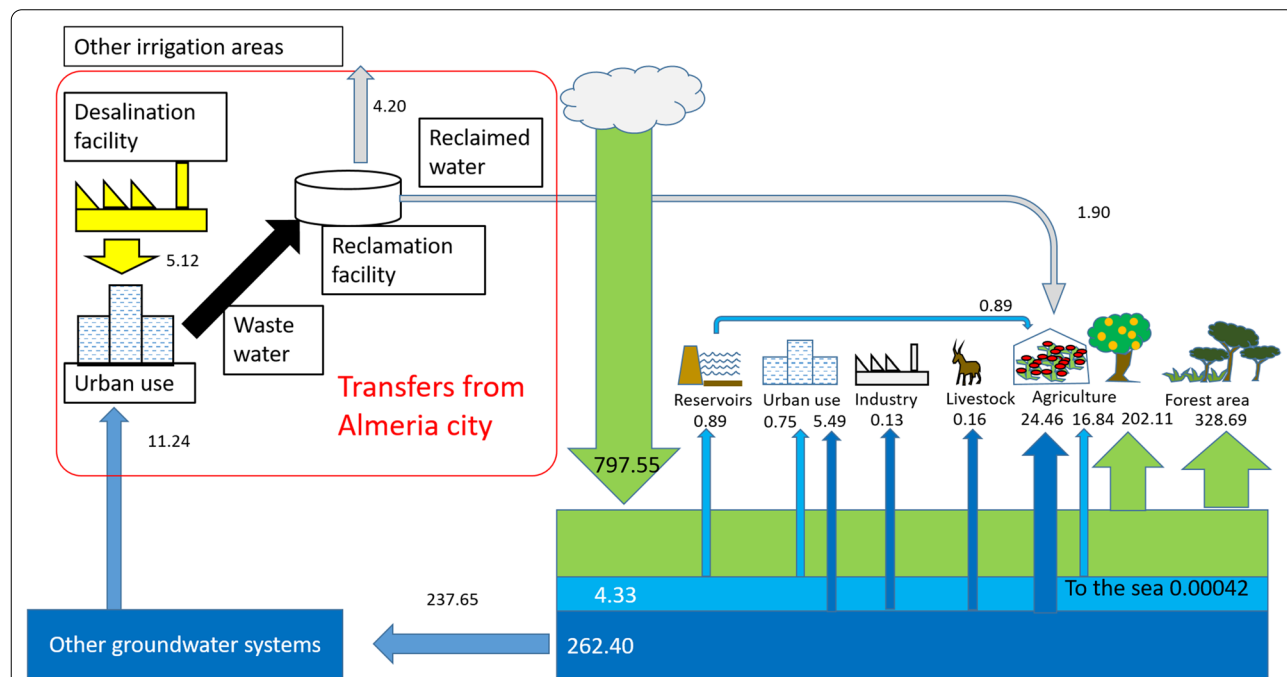 Other irrigation areas
Desalination
facility
4.20
Reclaimed
water
1.90
5.12
Reclamation
facility
Waste
water
Urban use
Transfers from
Almeria city
11.24
797.55
0.89
Reservoirs
0.89
Urban use
0.75 5.49
Industry
0.13
Livestock
0.16
Agriculture
24.46 16.84 202.11
Forest area
328.69
4.33
To the sea 0.00042
237.65
Other groundwater systems
262.40